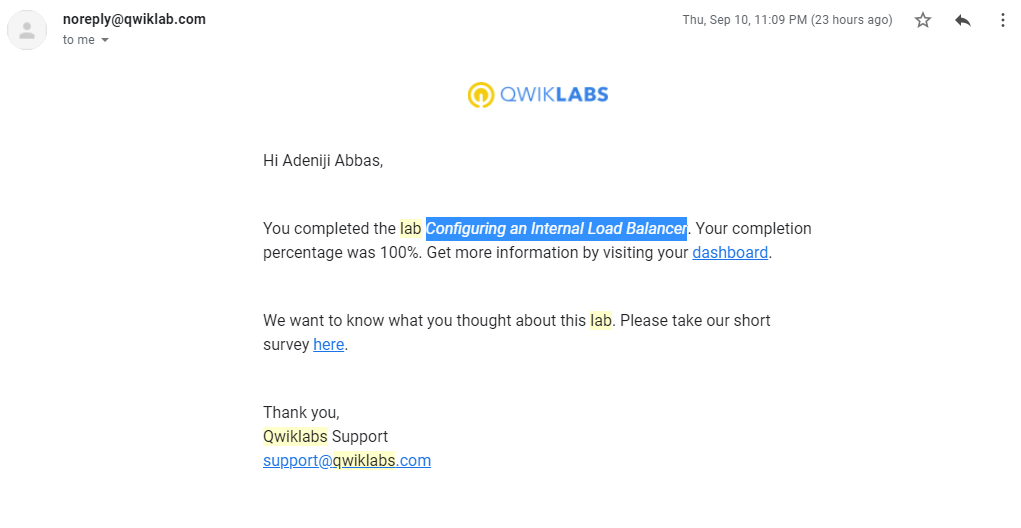 noreply@qwiklab.com
Thu, Sep 10, 11:09 PM (23 hours ago)
to me
QWIKLABS
Hi Adeniji Abbas,
You completed the lab Configuring an Internal Load Balancer. Your completion
percentage was 100%. Get more information by visiting your dashboard.
We want to know what you thought about this lab. Please take our short
survey here.
Thank you,
Qwiklabs Support
support@qwiklabs.com